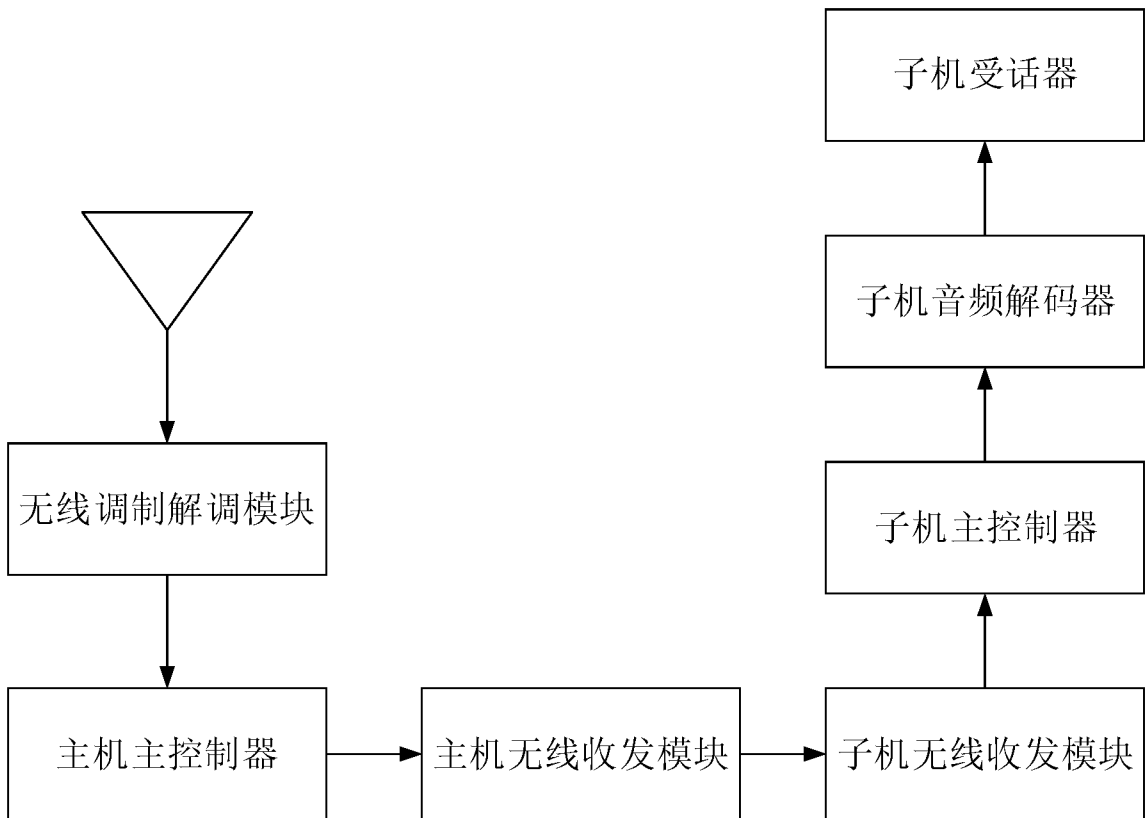 子机受话器
子机音频解码器
无线调制解调模块
子机主控制器
主机主控制器
主机无线收发模块
子机无线收发模块